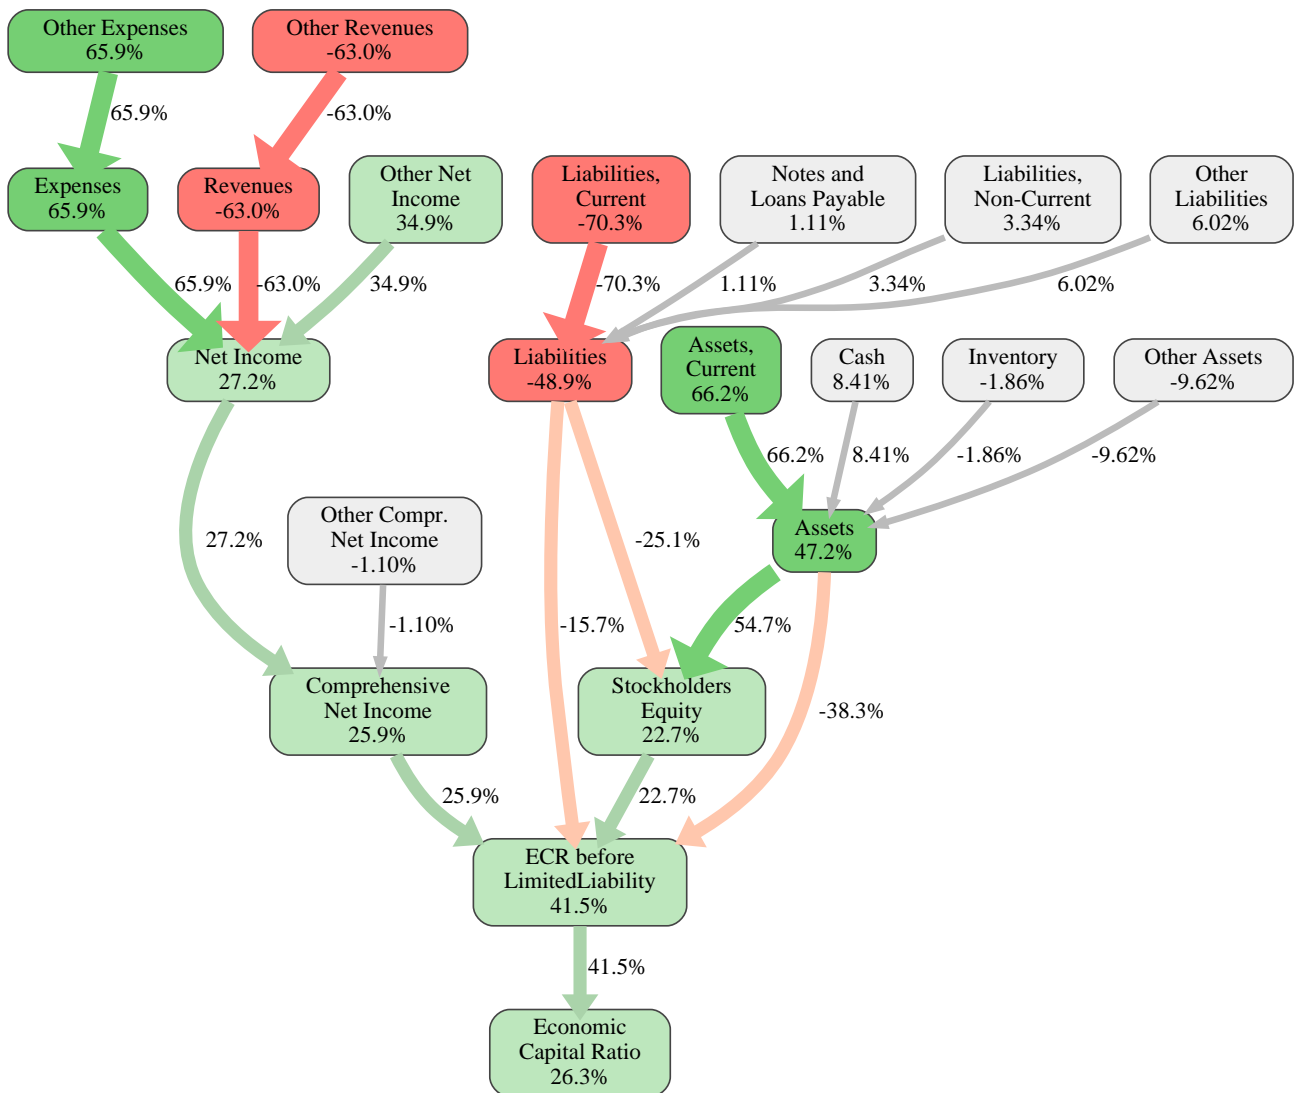 Other Expenses
65.9%
Other Revenues
-63.0%
65.9%
-63.0%
Expenses
65.9%
Revenues
-63.0%
Other Net
Income
34.9%
Liabilities,
Current
-70.3%
Notes and
Loans Payable
1.11%
Liabilities,
Non-Current
3.34%
Other
Liabilities
6.02%
65.9%
-63.0%
34.9%
-70.3%
1.11%
3.34%
6.02%
Net Income
27.2%
Liabilities
-48.9%
Assets,
Current
66.2%
Cash
8.41%
Inventory
-1.86%
Other Assets
-9.62%
66.2%
8.41%
-1.86%
-9.62%
27.2%
Other Compr.
Net Income
-1.10%
-25.1%
Assets
47.2%
-1.10%
-15.7%
54.7%
-38.3%
Comprehensive
Net Income
25.9%
Stockholders
Equity
22.7%
25.9%
22.7%
ECR before
LimitedLiability
41.5%
41.5%
Economic
Capital Ratio
26.3%